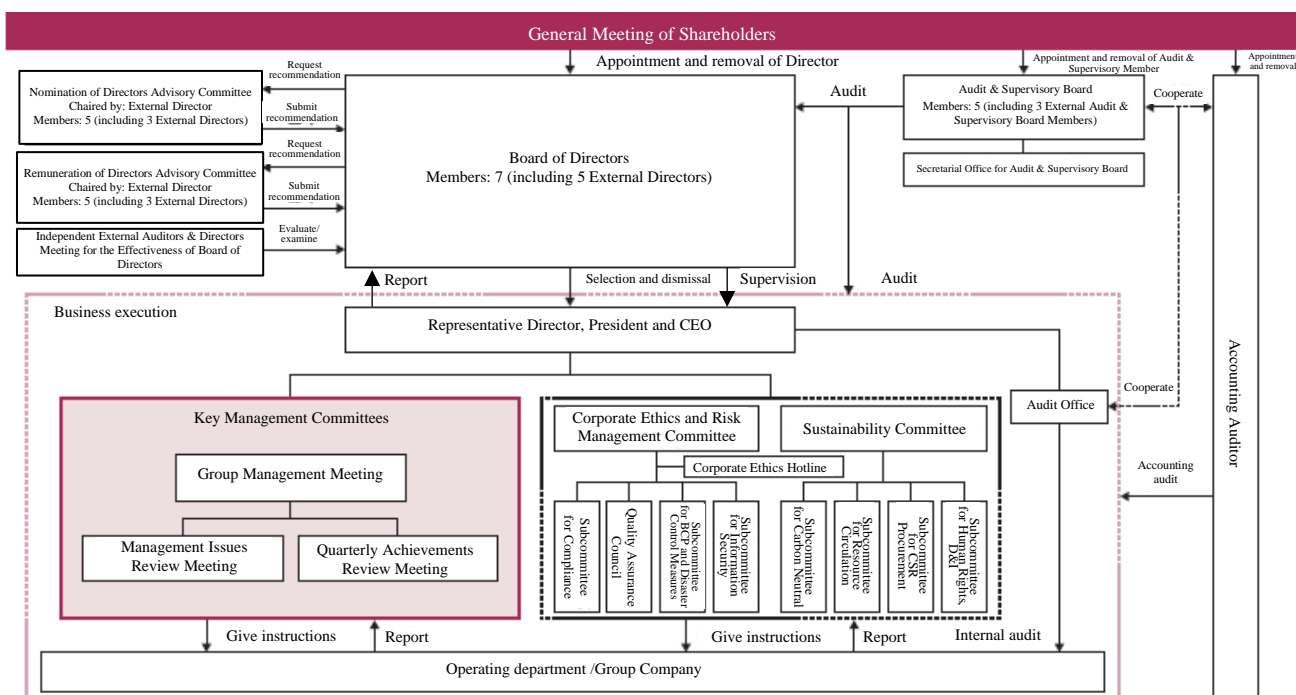 General Meeting of Shareholders
Appointment and removal of Director
Appointment and removal of Audit &
Supervisory Member
Appointment
and removal
Request
recommendation
Nomination of Directors Advisory Committee
Chaired by: External Director
Members: 5 (including 3 External Directors)
Submit
recommendation
Request
recommendation
Remuneration of Directors Advisory Committee
Chaired by: External Director
Members: 5 (including 3 External Directors)
Submit
recommendation
Independent External Auditors & Directors
Meeting for the Effectiveness of Board of
Directors
Evaluate/
examine
Board of Directors
Members: 7 (including 5 External Directors)
Audit
Audit & Supervisory Board
Members: 5 (including 3 External Audit &
Supervisory Board Members)
Cooperate
Secretarial Office for Audit & Supervisory Board
Report
Selection and dismissal
Supervision
Audit
Business execution
Representative Director, President and CEO
Accounting Auditor
Cooperate
Audit Office
Key Management Committees
Group Management Meeting
Management Issues
Review Meeting
Quarterly Achievements
Review Meeting
Corporate Ethics and Risk
Management Committee
Sustainability Committee
Corporate Ethics Hotline
Subcommittee
for Compliance
Quality Assurance
Council
Subcommittee
for BCP and Disaster
Control Measures
Subcommittee
for Information
Security
Subcommittee
for Carbon Neutral
Subcommittee
for Resource
Circulation
Subcommittee
for CSR
Procurement
Subcommittee
for Human Rights,
D&I
Accounting
audit
Give instructions
Report
Give instructions
Report
Internal audit
Operating department /Group Company